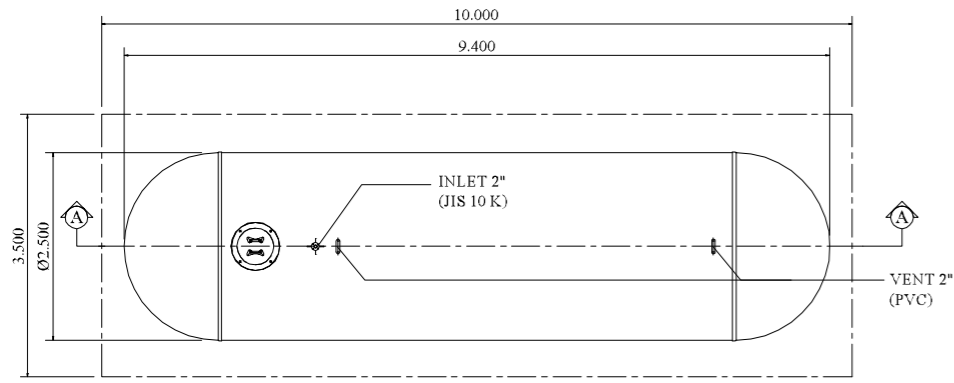 10.000
9.400
INLET 2"
(JIS 10 K)
A
A
3.500
Ø2.500
VENT 2"
(PVC)